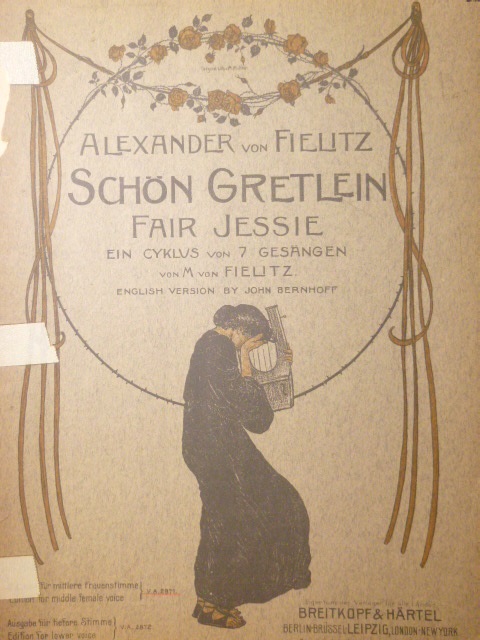 ALEXANDER VON FIELITZ
SCHÖN GRETLEIN
FAIR JESSIE
EIN CYKLUS VON 7 GESÄNGEN
VON M VON FIELITZ.
ENGLISH VERSION BY JOHN BERNHOFF
für mittlere Frauenstimme
Edition for middle female voice
Ausgabe für tiefere Stimme
Edition for lower voice
BREITKOPF & HÄRTEL
BERLIN·BRÜSSEL LEIPZIG, LONDON·NEW YORK